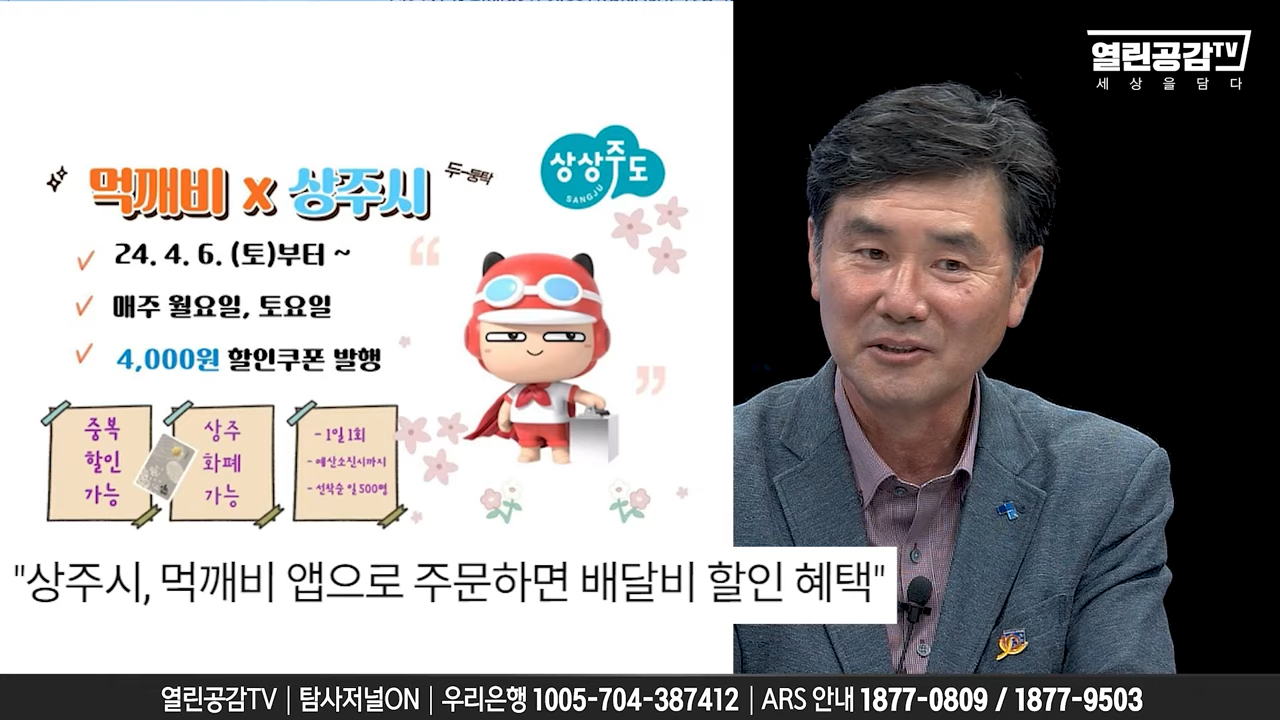 열린공감TV
세상을담다
먹깨비 x 상주시
두-둥탁
상상주도
SANGJU
24. 4. 6. (토)부터 ~
매주 월요일, 토요일
4,000원 할인쿠폰 발행
중복
할인
가능
상주
화폐
가능
- 1일 1회
- 예산소진시까지
- 선착순 일 500명
"상주시, 먹깨비 앱으로 주문하면 배달비 할인 혜택"
열린공감TV | 탐사저널ON | 우리은행 1005-704-387412 | ARS 안내 1877-0809 / 1877-9503